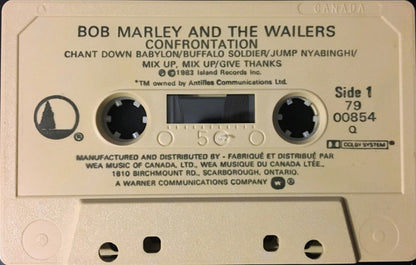 CANADA
BOB MARLEY AND THE WAILERS
CONFRONTATION
CHANT DOWN BABYLON/BUFFALO SOLDIER/JUMP NYABINGHI/
MIX UP, MIX UP/GIVE THANKS
℗ © 1983 Island Records Inc.
*TM owned by Antilles Communications Ltd.
Side 1
79
00854
Q
50
®
DOLBY SYSTEM ®
MANUFACTURED AND DISTRIBUTED BY - FABRIQUÉ ET DISTRIBUÉ PAR
WEA MUSIC OF CANADA, LTD., WEA MUSIQUE DU CANADA LTÉE.,
1810 BIRCHMOUNT RD., SCARBOROUGH, ONTARIO.
A WARNER COMMUNICATIONS COMPANY ®